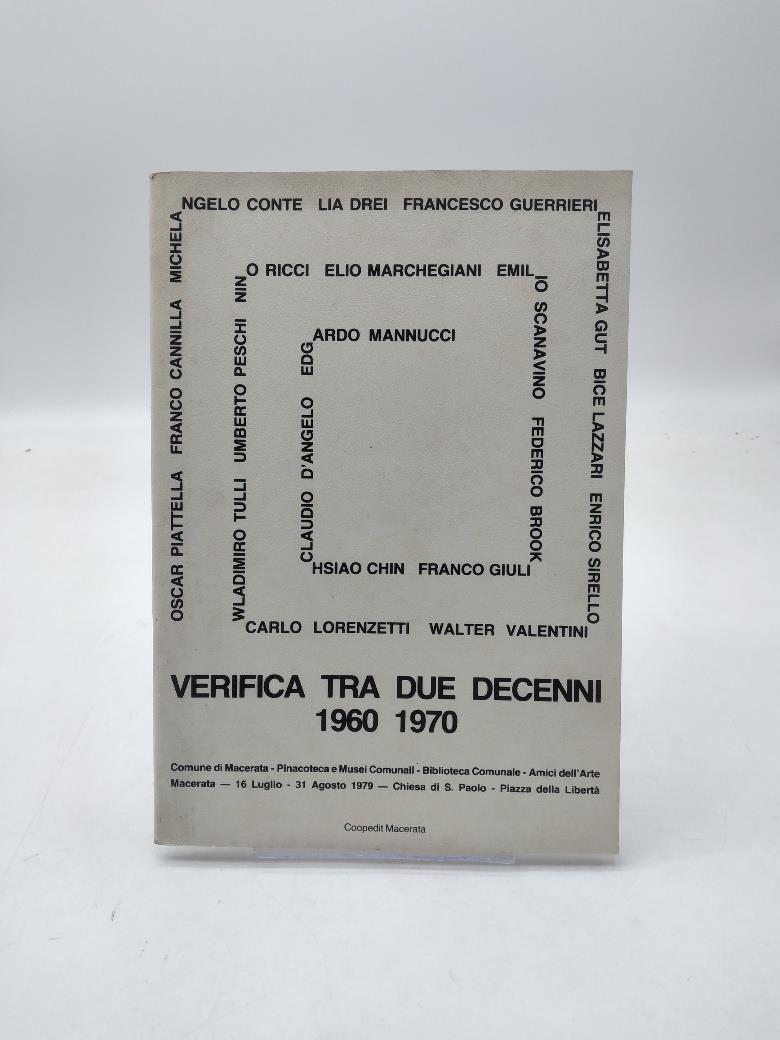 OSCAR PIATTELLA FRANCO CANNILLA MICHELA
NGELO CONTE LIA DREI FRANCESCO GUERRIERI
ELISABETTA GUT BICE LAZZARI ENRICO SIRELLO
CARLO LORENZETTI WALTER VALENTINI
WLADIMIRO TULLI UMBERTO PESCHI NIN
O RICCI ELIO MARCHEGIANI EMIL
IO SCANAVINO FEDERICO BROOK
HSIAO CHIN FRANCO GIULI
CLAUDIO D'ANGELO EDG
ARDO MANNUCCI
VERIFICA TRA DUE DECENNI
1960 1970
Comune di Macerata - Pinacoteca e Musei Comunali - Biblioteca Comunale - Amici dell'Arte
Macerata — 16 Luglio - 31 Agosto 1979 — Chiesa di S. Paolo - Piazza della Libertà
Coopedit Macerata